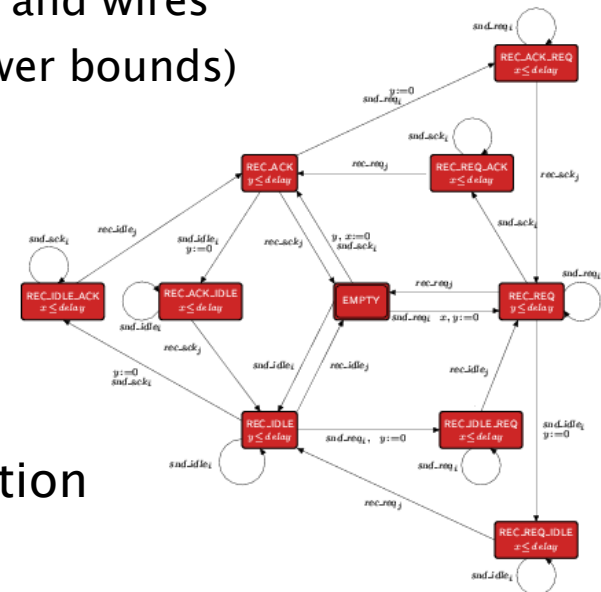 and wires
wer bounds)
tion
snd_req_i
REC_ACK_REQ
x ≤ delay
y:=0
snd_req_i
snd_ack_i
REC_ACK
y ≤ delay
rec_req_j
REC_REQ_ACK
x ≤ delay
rec_ack_j
rec_idle_j
snd_idle_i
y:=0
rec_ack_j
y, x:=0
snd_ack_i
snd_ack_i
snd_ack_i
REC_IDLE_ACK
x ≤ delay
REC_ACK_IDLE
x ≤ delay
EMPTY
rec_req_j
snd_req_i x, y:=0
REC_REQ
y ≤ delay
snd_req_i
snd_idle_i
rec_ack_j
y:=0
snd_ack_i
snd_idle_i
rec_idle_j
rec_idle_j
REC_IDLE
y ≤ delay
snd_req_i, y:=0
REC_IDLE_REQ
x ≤ delay
snd_idle_i
y:=0
snd_idle_i
snd_req_i
rec_req_j
REC_REQ_IDLE
x ≤ delay
snd_idle_i